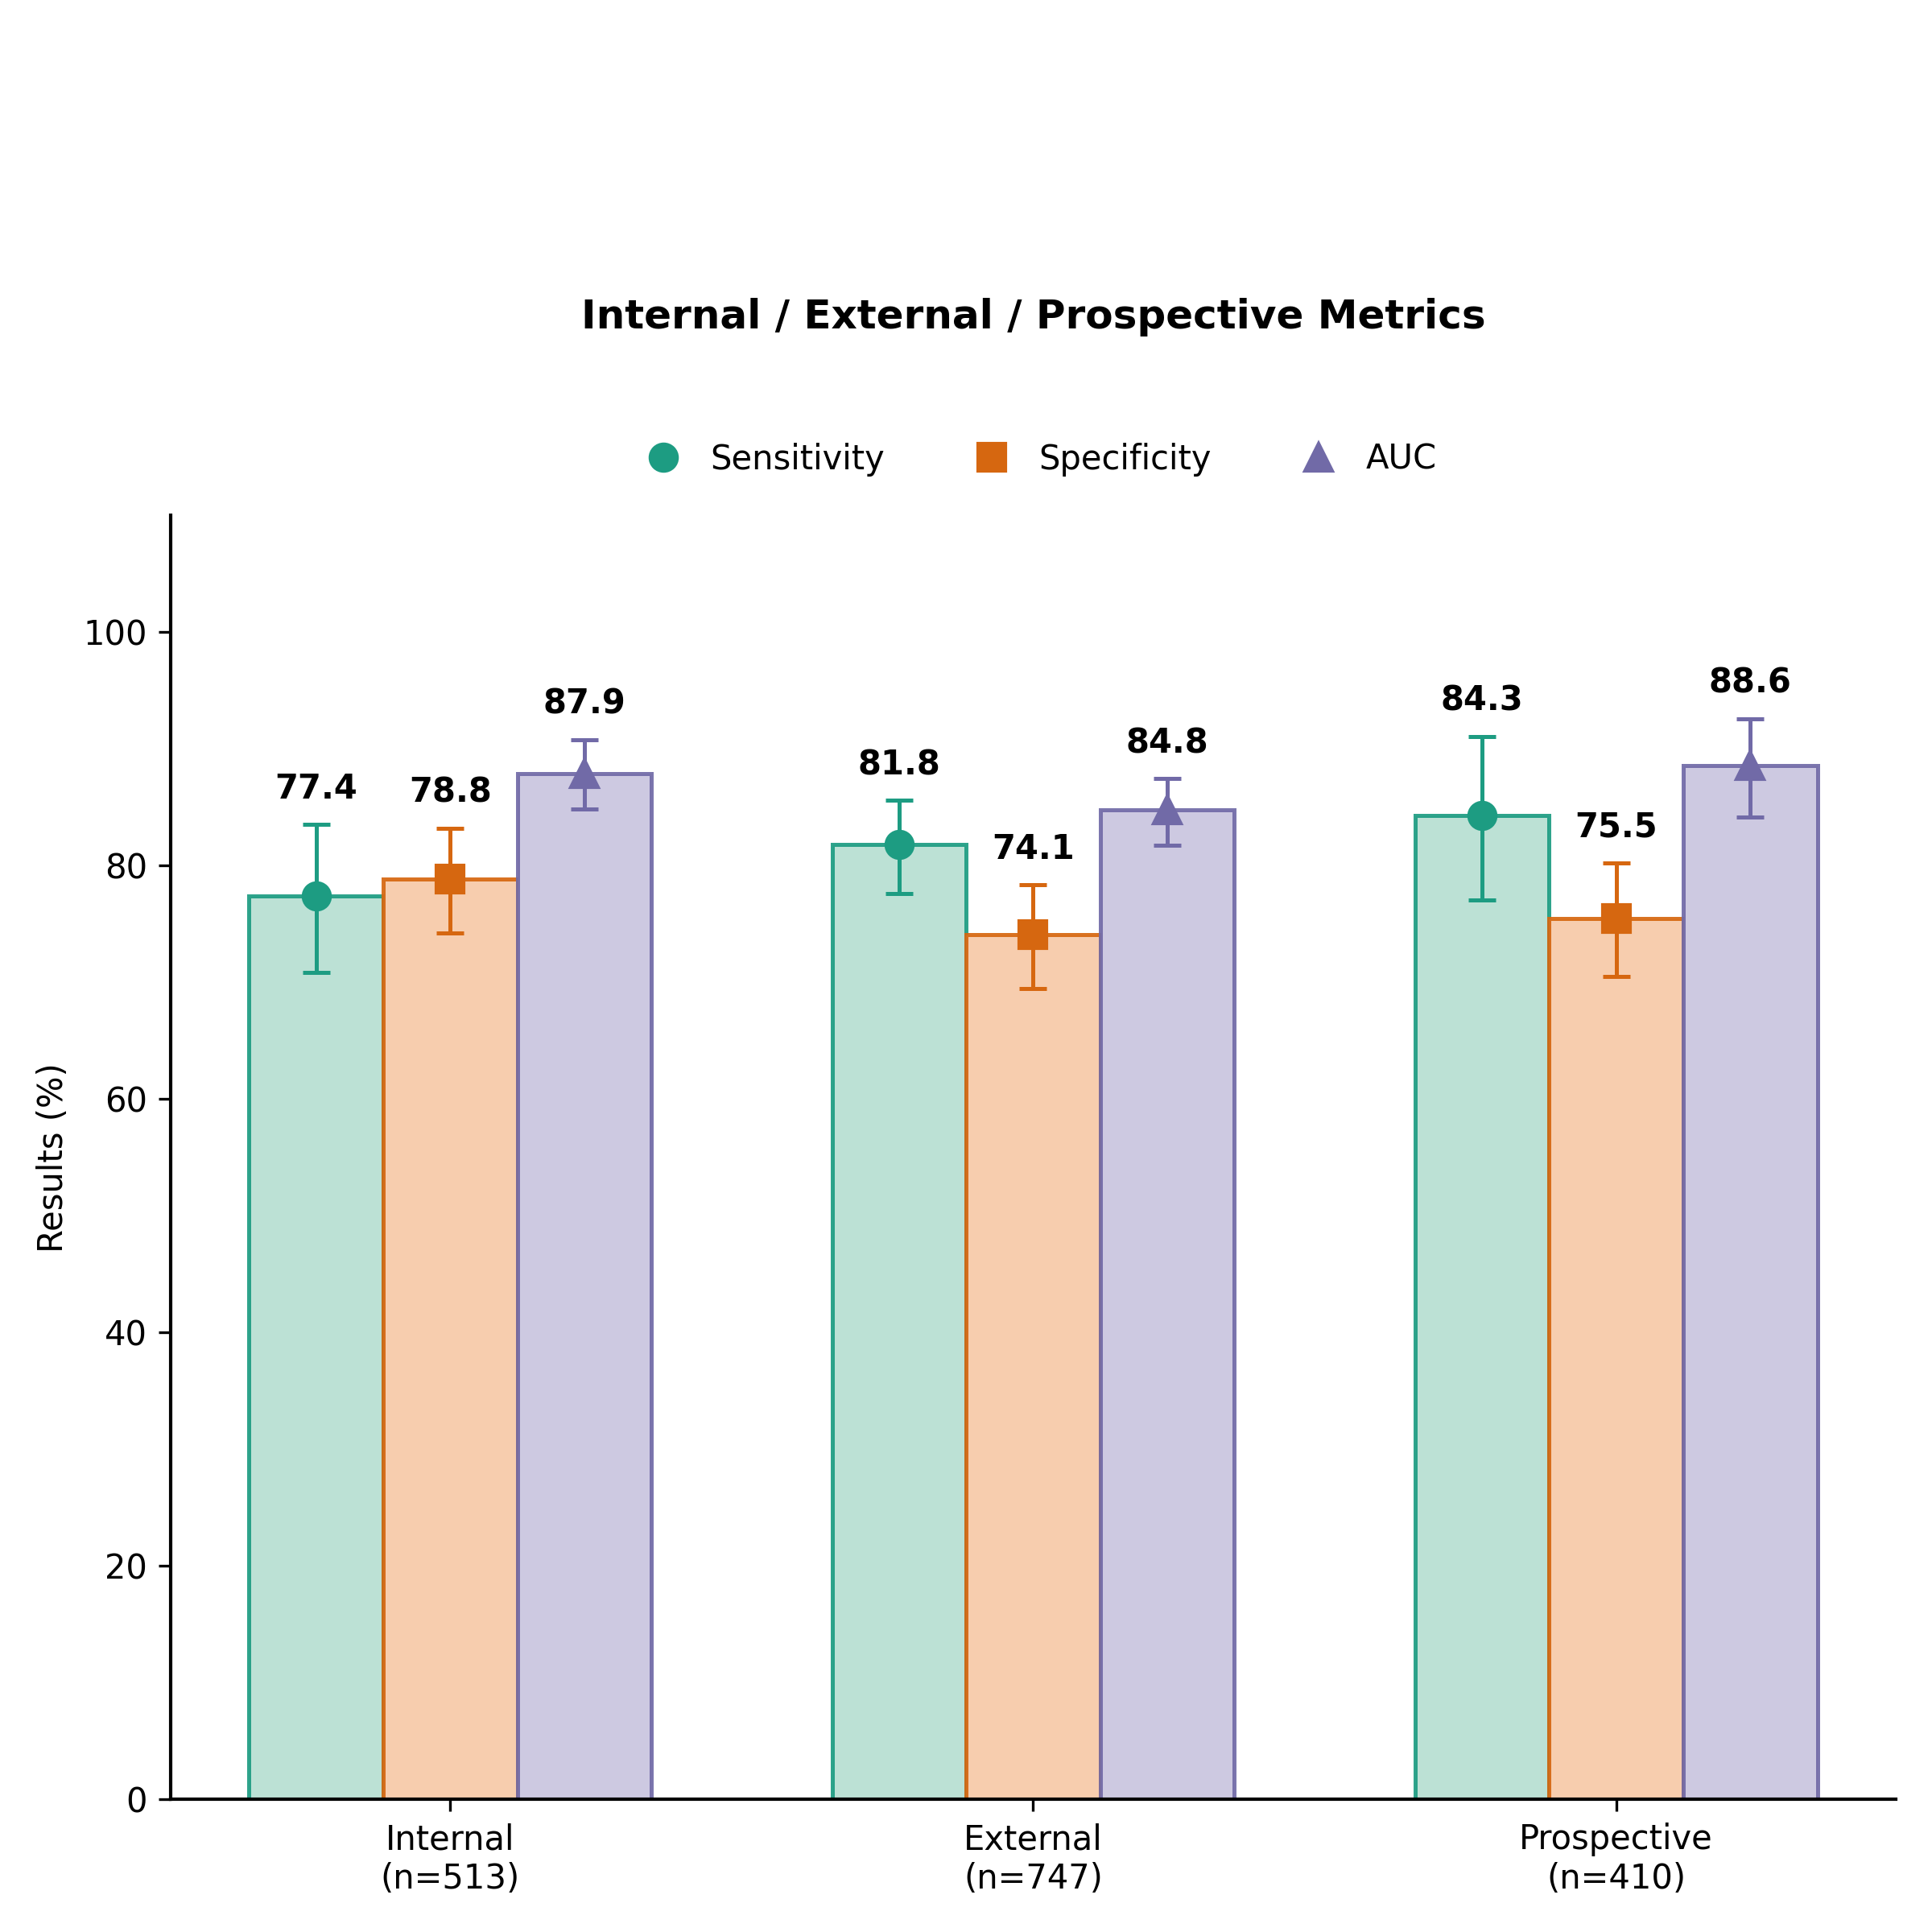 Internal / External / Prospective Metrics
Sensitivity
Specificity
AUC
Results (%)
100
80
60
40
20
0
77.4
78.8
87.9
81.8
74.1
84.8
84.3
75.5
88.6
Internal
(n=513)
External
(n=747)
Prospective
(n=410)